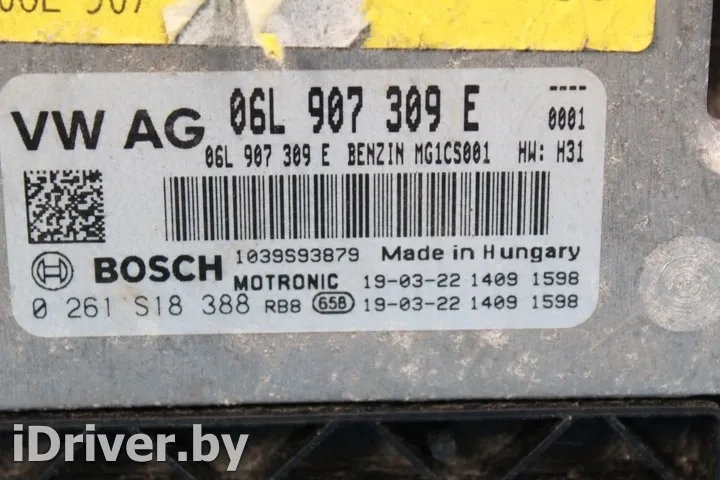 06L 907
VW AG 06L 907 309 E ---- 0001
06L 907 309 E BENZIN MG1CS001 HW: H31
1039S93879 Made in Hungary
BOSCH MOTRONIC 19-03-22 1409 1598
0 261 S18 388 RB8 658 19-03-22 1409 1598
iDriver.by